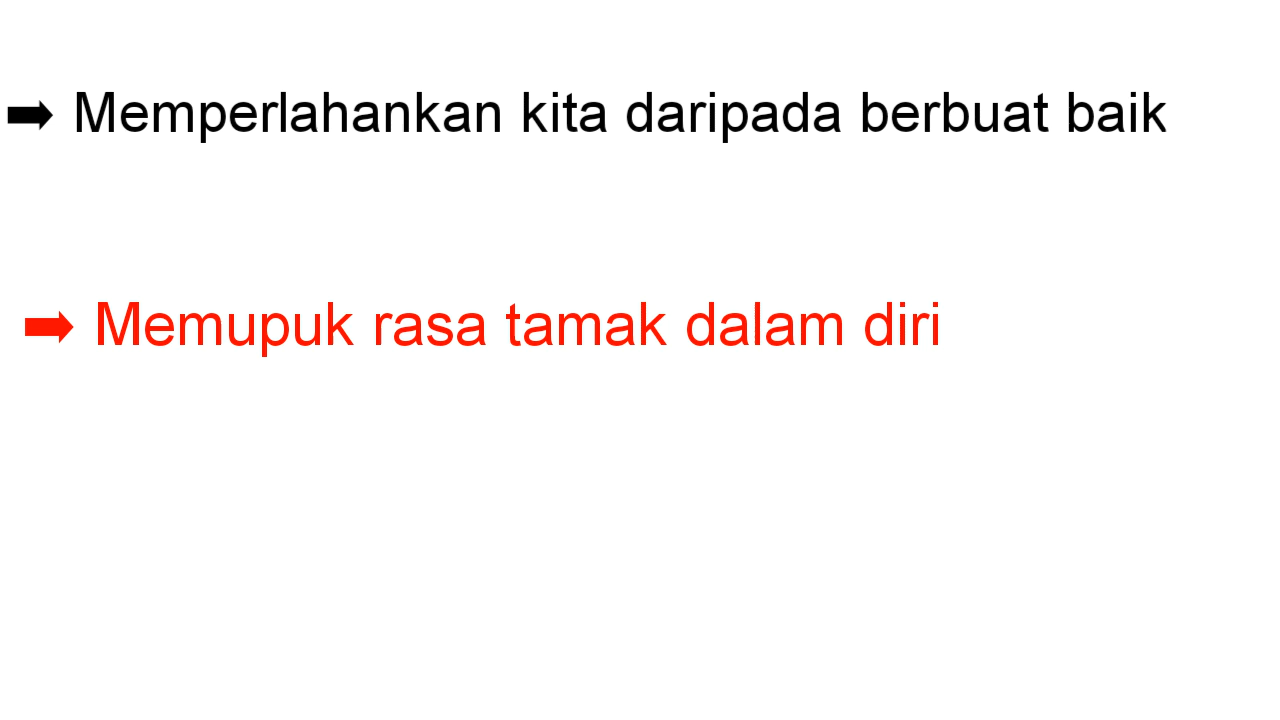 ➡ Memperlahankan kita daripada berbuat baik
➡ Memupuk rasa tamak dalam diri